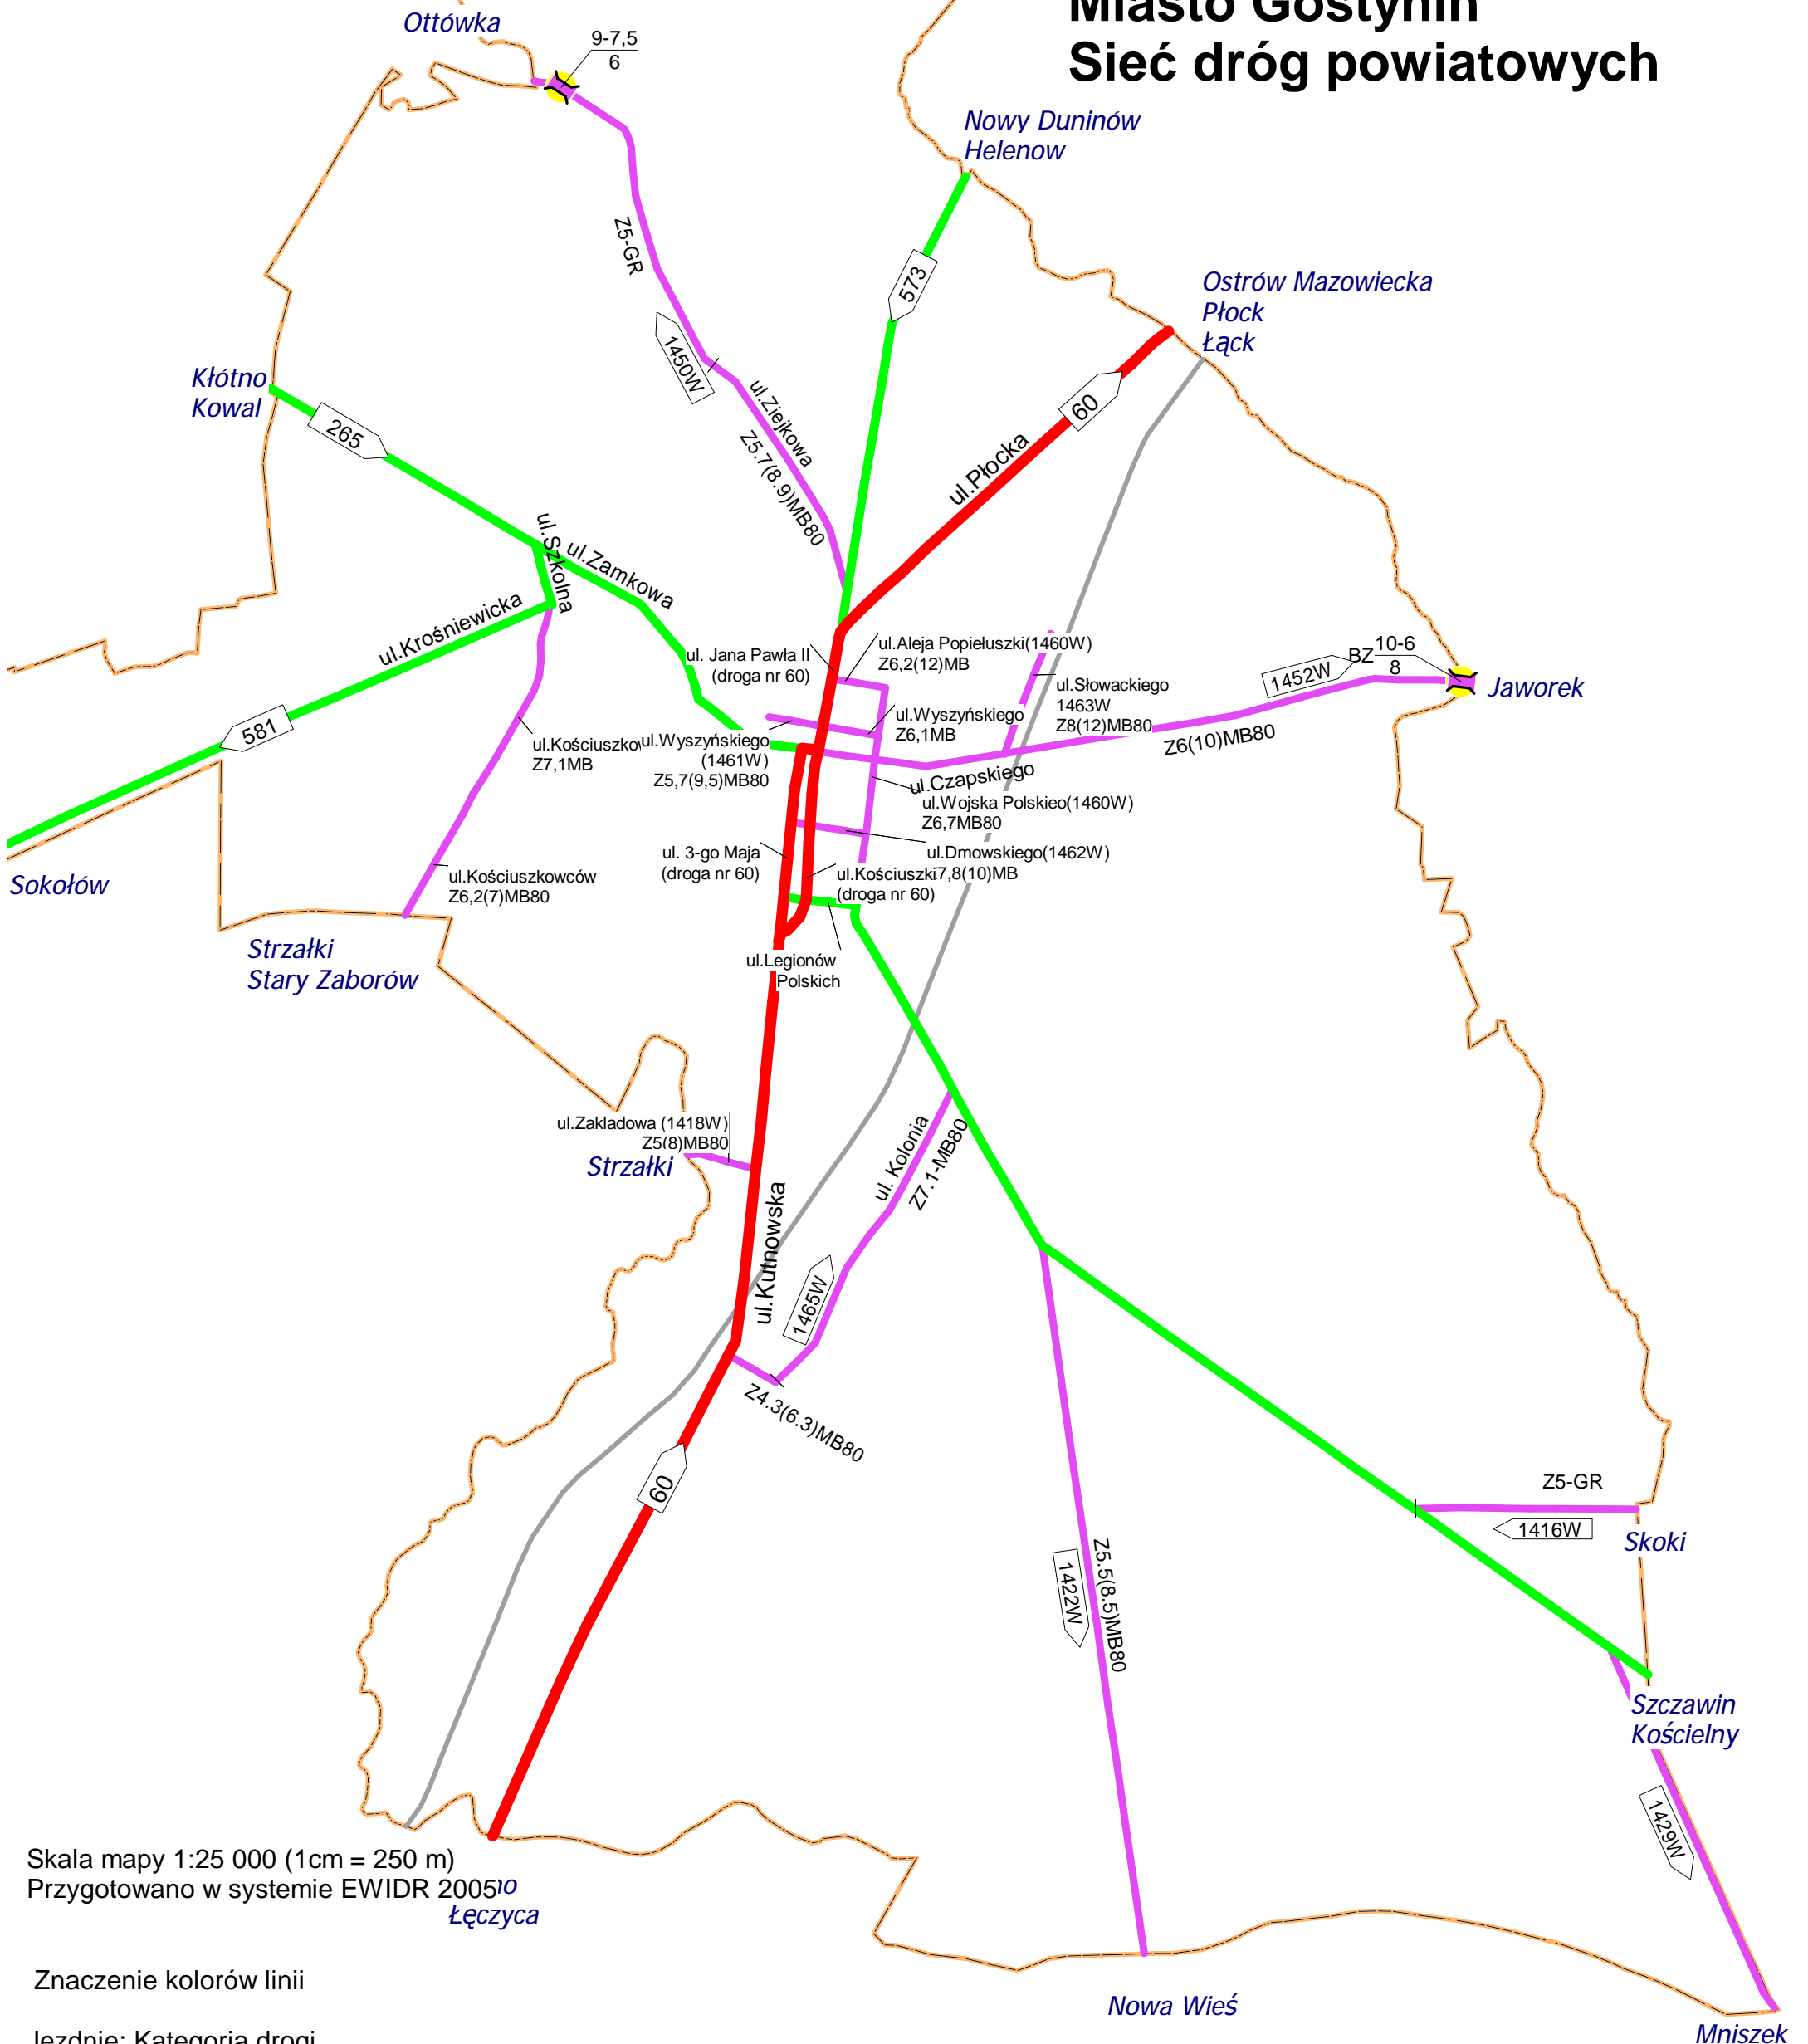 Miasto Gostynin
Sieć dróg powiatowych
Ottówka
9-7,5
6
Nowy Duninów
Helenow
Z5-GR
573
Ostrów Mazowiecka
Płock
Łąck
1450W
Kłótno
Kowal
265
60
ul.Ziejkowa
Z5.7(8.9)MB80
ul.Płocka
ul.Szkolna
ul.Zamkowa
ul.Krośniewicka
ul. Jana Pawła II
(droga nr 60)
ul.Aleja Popiełuszki(1460W)
Z6,2(12)MB
BZ
10-6
8
1452W
Jaworek
ul.Słowackiego
1463W
Z8(12)MB80
Z6(10)MB80
581
ul.Wyszyńskiego
Z6,1MB
ul.Kościuszkow
Z7,1MB
ul.Wyszyńskiego
(1461W)
Z5,7(9,5)MB80
ul.Czapskiego
ul.Wojska Polskieo(1460W)
Z6,7MB80
ul. 3-go Maja
(droga nr 60)
ul.Dmowskiego(1462W)
7,8(10)MB
ul.Kościuszki
(droga nr 60)
Sokołów
ul.Kościuszkowców
Z6,2(7)MB80
Strzałki
Stary Zaborów
ul.Legionów
Polskich
ul.Zakladowa (1418W)
Z5(8)MB80
Strzałki
ul. Kolonia
Z7.1-MB80
ul.Kutnowska
1465W
Z4.3(6.3)MB80
60
Z5-GR
1416W
Skoki
Z5.5(8.5)MB80
1422W
Szczawin
Kościelny
1429W
Skala mapy 1:25 000 (1cm = 250 m)
Przygotowano w systemie EWIDR 2005
Łęczyca
Znaczenie kolorów linii
Nowa Wieś
Mniszek
Jezdnie: Kategoria drogi